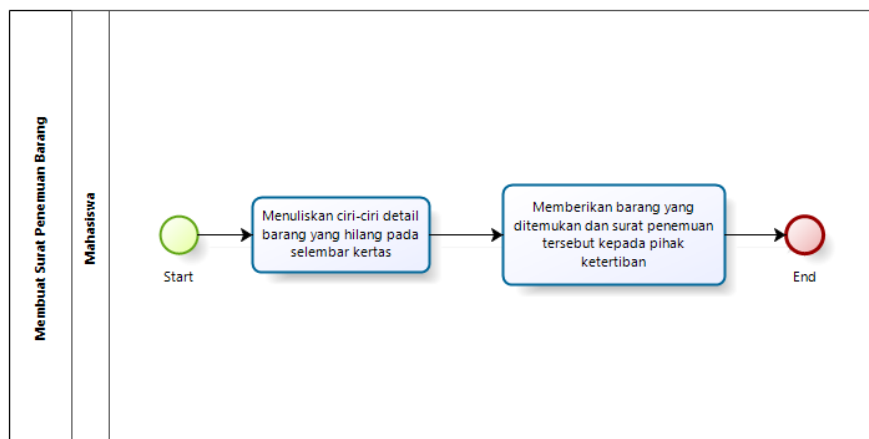 Membuat Surat Penemuan Barang
Mahasiswa
Start
Menuliskan ciri-ciri detail
barang yang hilang pada
selembar kertas
Memberikan barang yang
ditemukan dan surat penemuan
tersebut kepada pihak
ketertiban
End